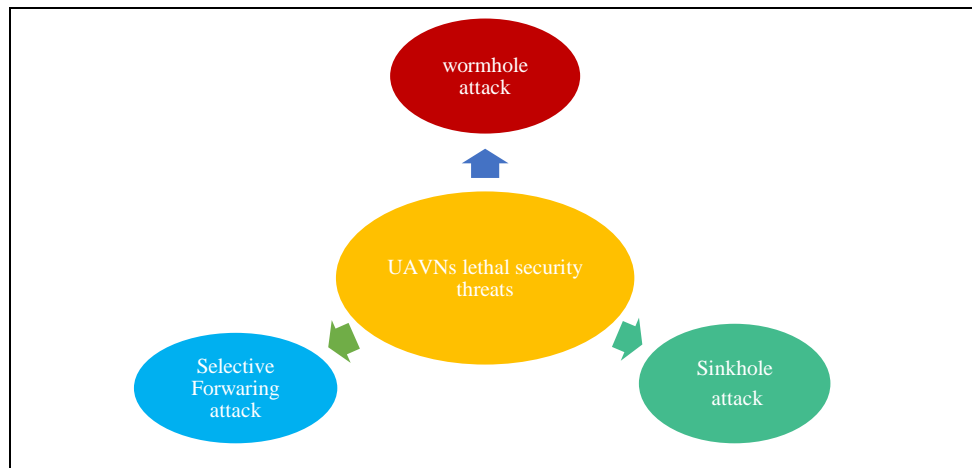 wormhole
attack
UAVNs lethal security
threats
Selective
Forwaring
attack
Sinkhole
attack